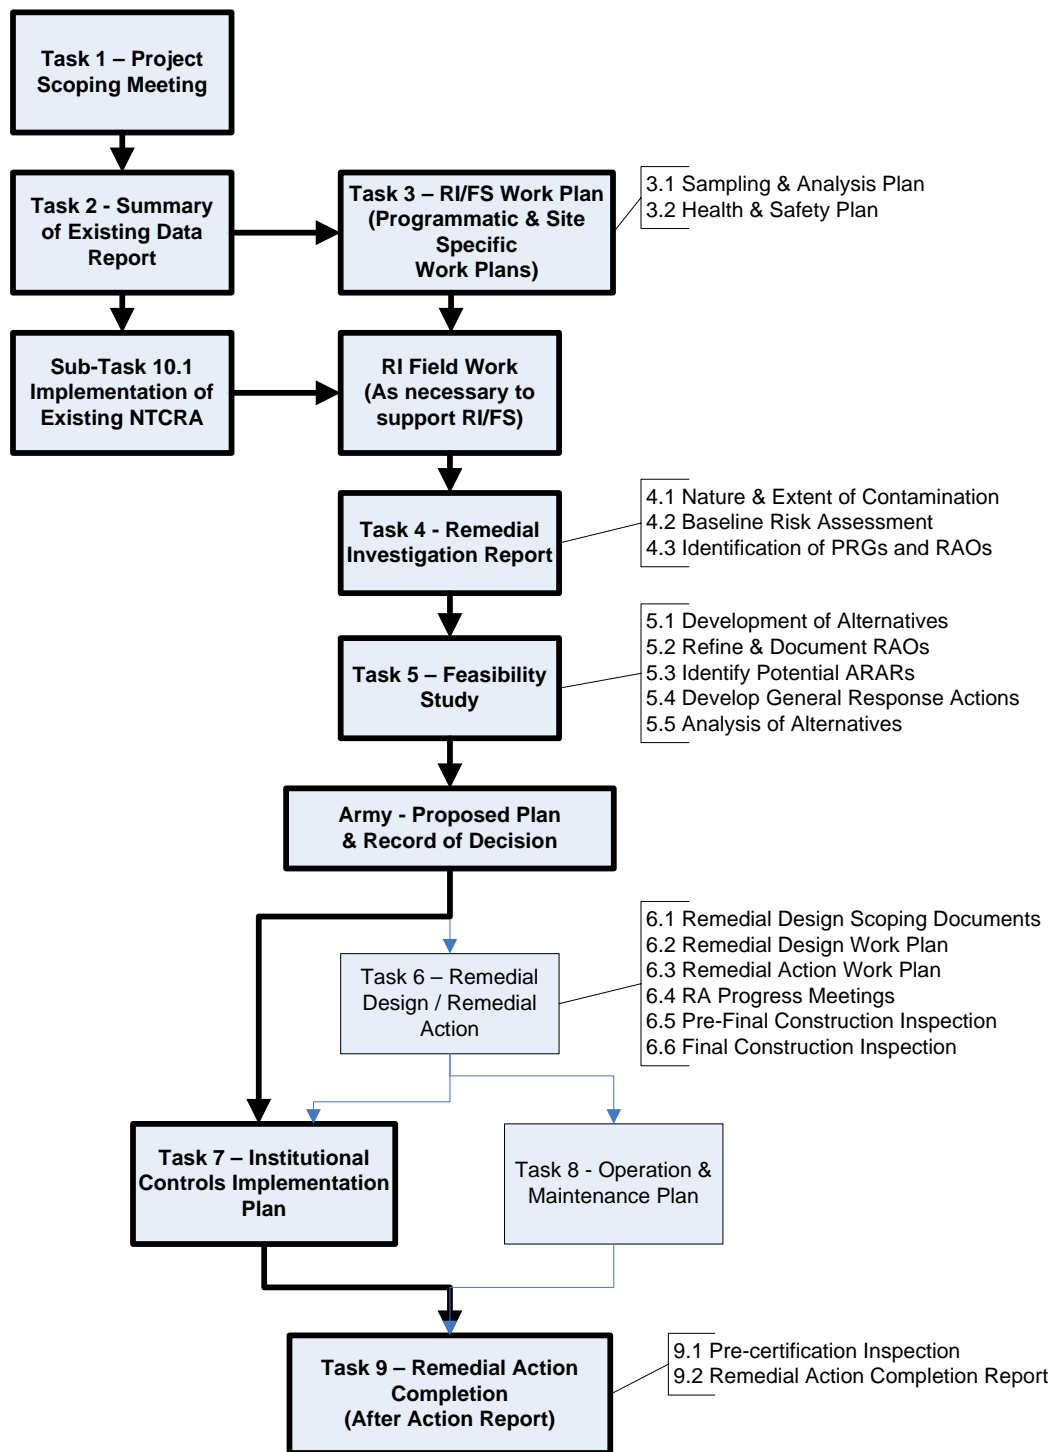 Task 1 – Project
Scoping Meeting
Task 2 - Summary
of Existing Data
Report
Task 3 – RI/FS Work Plan
(Programmatic & Site
Specific
Work Plans)
3.1 Sampling & Analysis Plan
3.2 Health & Safety Plan
Sub-Task 10.1
Implementation of
Existing NTCRA
RI Field Work
(As necessary to
support RI/FS)
Task 4 - Remedial
Investigation Report
4.1 Nature & Extent of Contamination
4.2 Baseline Risk Assessment
4.3 Identification of PRGs and RAOs
Task 5 – Feasibility
Study
5.1 Development of Alternatives
5.2 Refine & Document RAOs
5.3 Identify Potential ARARs
5.4 Develop General Response Actions
5.5 Analysis of Alternatives
Army - Proposed Plan
& Record of Decision
Task 6 – Remedial
Design / Remedial
Action
6.1 Remedial Design Scoping Documents
6.2 Remedial Design Work Plan
6.3 Remedial Action Work Plan
6.4 RA Progress Meetings
6.5 Pre-Final Construction Inspection
6.6 Final Construction Inspection
Task 7 – Institutional
Controls Implementation
Plan
Task 8 - Operation &
Maintenance Plan
Task 9 – Remedial Action
Completion
(After Action Report)
9.1 Pre-certification Inspection
9.2 Remedial Action Completion Report